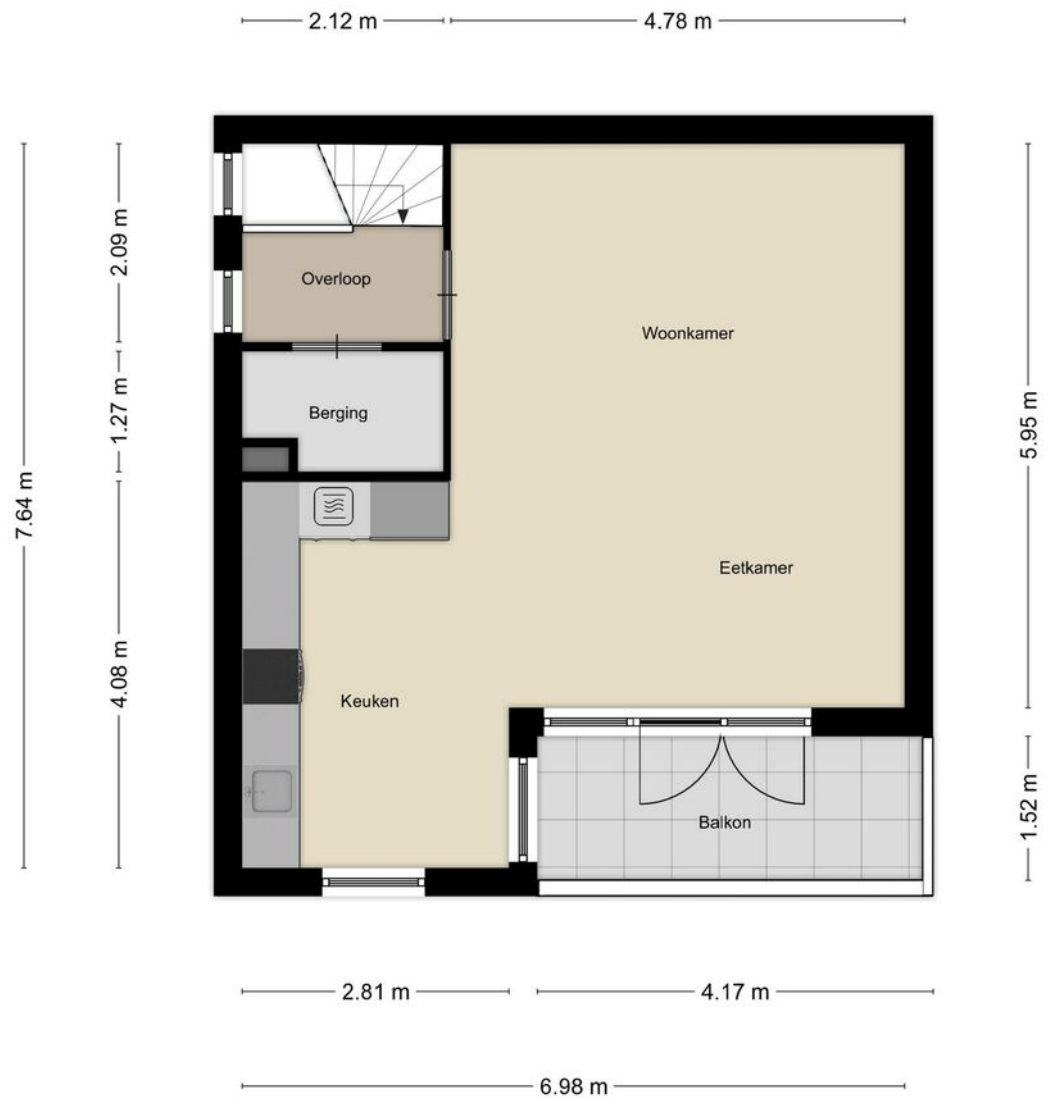 2.12 m
4.78 m
Overloop
2.09 m
Woonkamer
Berging
1.27 m
5.95 m
7.64 m
Eetkamer
4.08 m
Keuken
Balkon
1.52 m
2.81 m
4.17 m
6.98 m